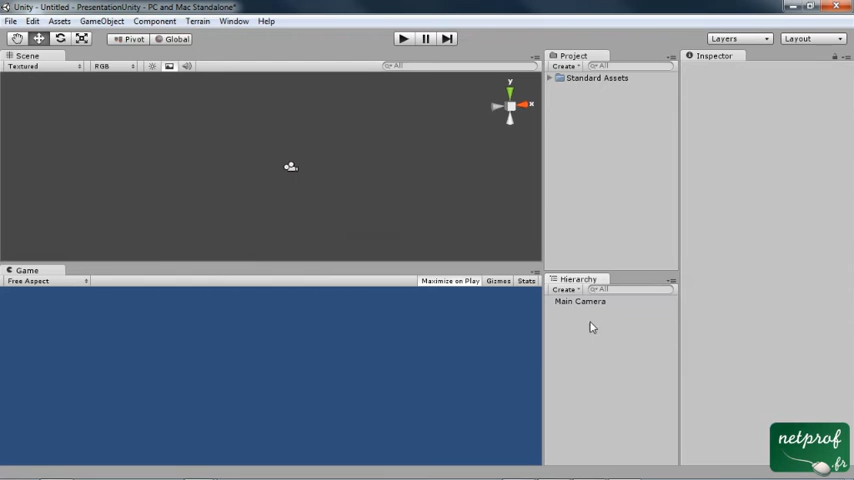 Unity - Untitled - PresentationUnity - PC and Mac Standalone*
File Edit Assets GameObject Component Terrain Window Help
Pivot Global Layers Layout
Scene
Textured RGB All
Project
Create
Standard Assets
Inspector
Game
Free Aspect Maximize on Play Gizmos Stats
Hierarchy
Create All
Main Camera
netprof
.fr